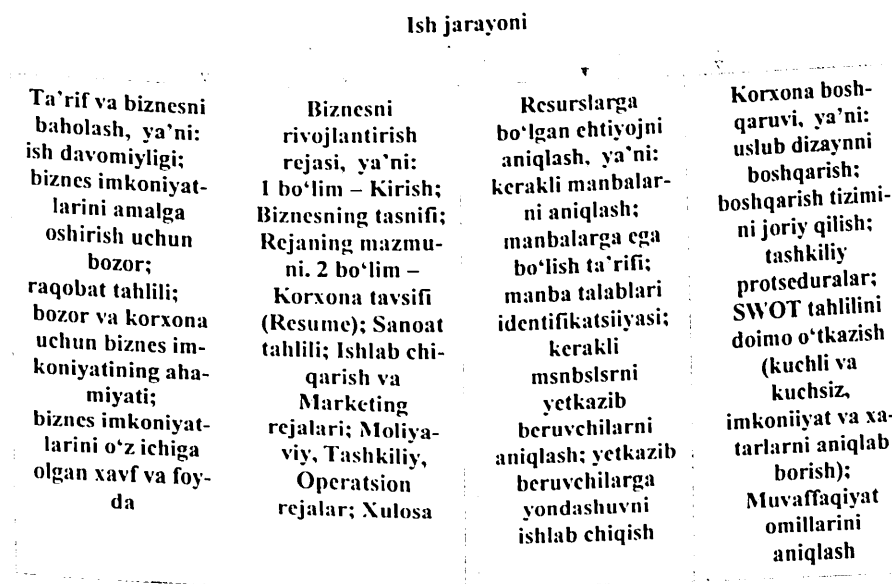 Ish jarayoni
Ta’rif va biznesni
baholash, ya’ni:
ish davomiyligi;
biznes imkoniyat-
larini amalga
oshirish uchun
bozor;
raqobat tahlili;
bozor va korxona
uchun biznes im-
koniyatining aha-
miyati;
biznes imkoniyat-
larini o‘z ichiga
olgan xavf va foy-
da
Biznesni
rivojlantirish
rejasi, ya’ni:
1 bo‘lim – Kirish;
Biznesning tasnifi;
Rejaning mazmu-
ni. 2 bo‘lim –
Korxona tavsifi
(Resume); Sanoat
tahlili; Ishlab chi-
qarish va
Marketing
rejalari; Moliya-
viy, Tashkiliy,
Operatsion
rejalar; Xulosa
Resurslarga
bo‘lgan ehtiyojni
aniqlash, ya’ni:
kerakli manbalar-
ni aniqlash;
manbalarga ega
bo‘lish ta’rifi;
manba talablari
identifikatsiiyasi;
kerakli
msnbslsrni
yetkazib
beruvchilarni
aniqlash; yetkazib
beruvchilarga
yondashuvni
ishlab chiqish
Korxona bosh-
qaruvi, ya’ni:
uslub dizaynni
boshqarish;
boshqarish tizimi-
ni joriy qilish;
tashkiliy
protseduralar;
SWOT tahlilini
doimo o‘tkazish
(kuchli va
kuchsiz,
imkoniiyat va xa-
tarlarni aniqlab
borish);
Muvaffaqiyat
omillarini
aniqlash